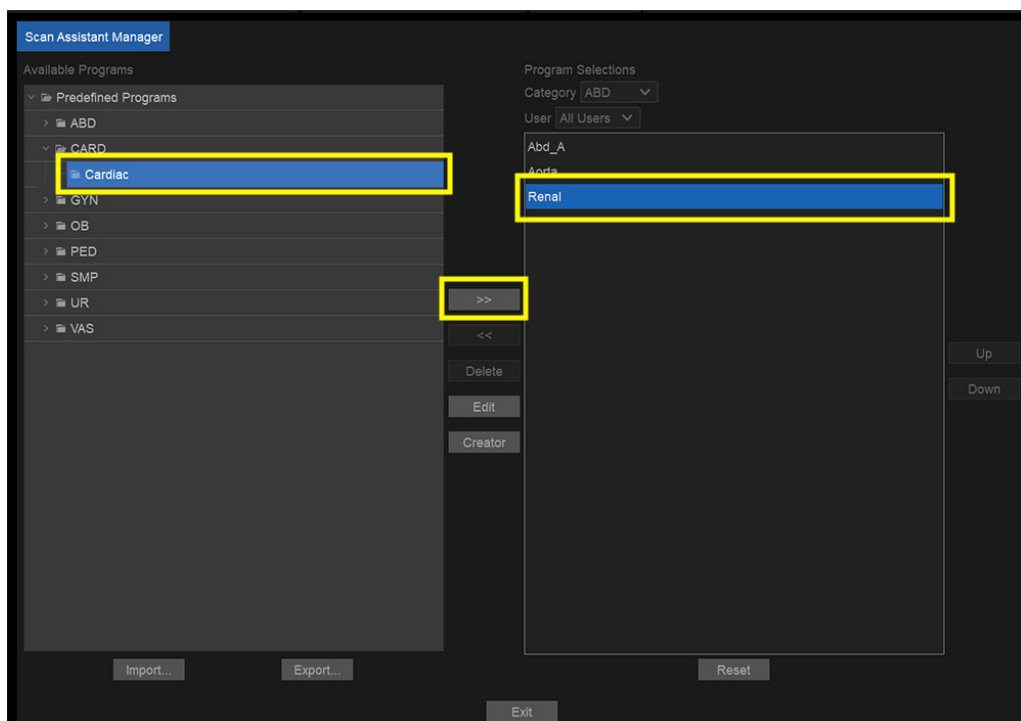 Scan Assistant Manager
Available Programs
Predefined Programs
ABD
CARD
Cardiac
GYN
OB
PED
SMP
UR
VAS
>>
<<
Delete
Edit
Creator
Program Selections
Category ABD
User All Users
Abd_A
Aorta
Renal
Up
Down
Import...
Export...
Reset
Exit